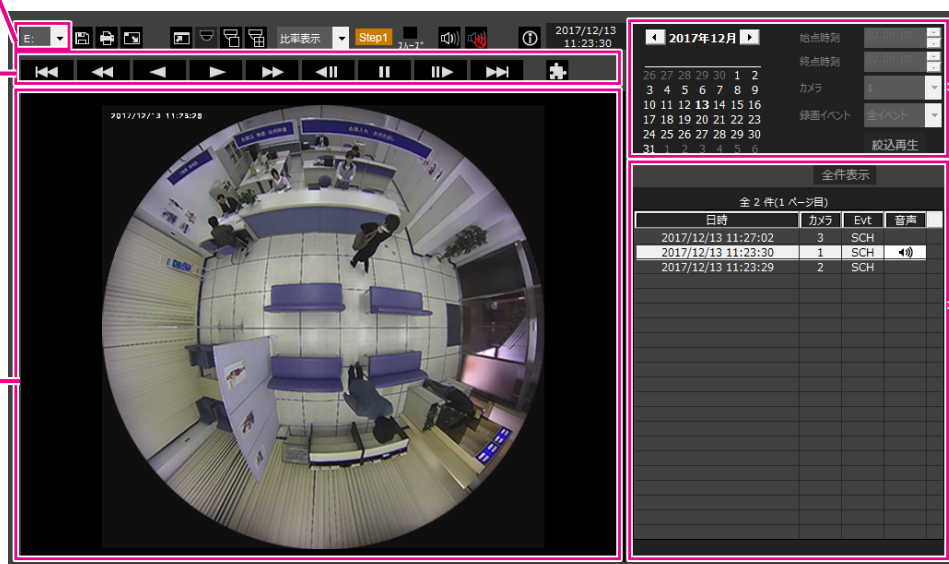 E: 比率表示 Step1 ｽﾑｰｽﾞ 2017/12/13
11:23:30
2017年12月
26 27 28 29 30 1 2
3 4 5 6 7 8 9
10 11 12 13 14 15 16
17 18 19 20 21 22 23
24 25 26 27 28 29 30
31 1 2 3 4 5 6
始点時刻 00:00:00
終点時刻 00:00:00
カメラ 1
録画イベント 全イベント
絞込再生
2017/12/13 11:23:28
全件表示
全 2 件(1 ページ目)
日時 カメラ Evt 音声
2017/12/13 11:27:02 3 SCH
2017/12/13 11:23:30 1 SCH
2017/12/13 11:23:29 2 SCH